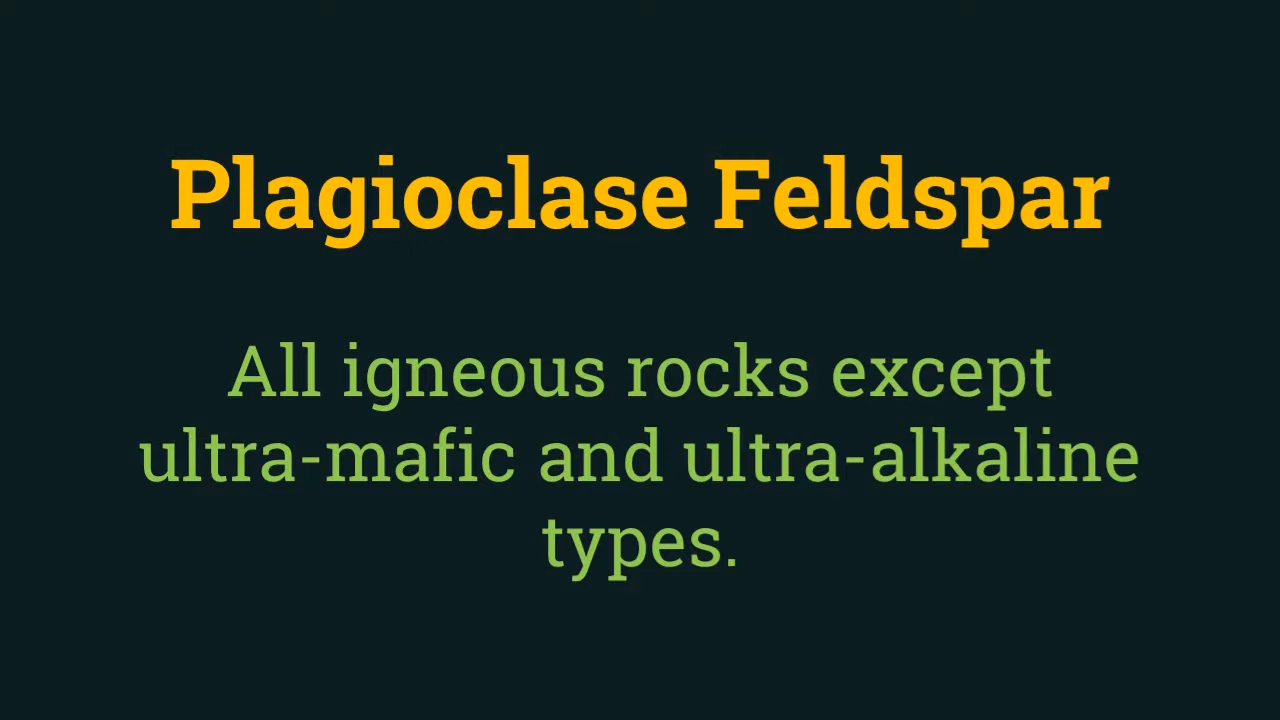 Plagioclase Feldspar
All igneous rocks except
ultra-mafic and ultra-alkaline
types.